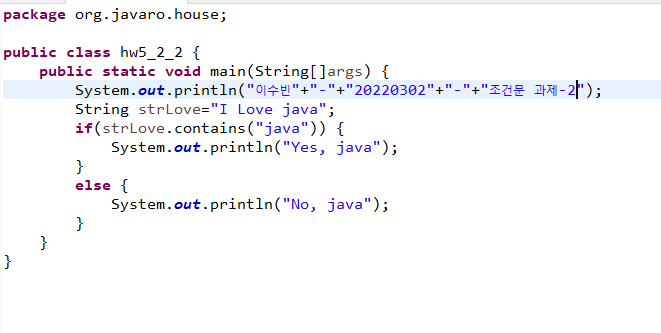 package org.javaro.house;
public class hw5_2_2 {
public static void main(String[]args) {
System.out.println("이수빈"+"-"+"20220302"+"-"+"조건문 과제-2");
String strLove="I Love java";
if(strLove.contains("java")) {
System.out.println("Yes, java");
}
else {
System.out.println("No, java");
}
}
}